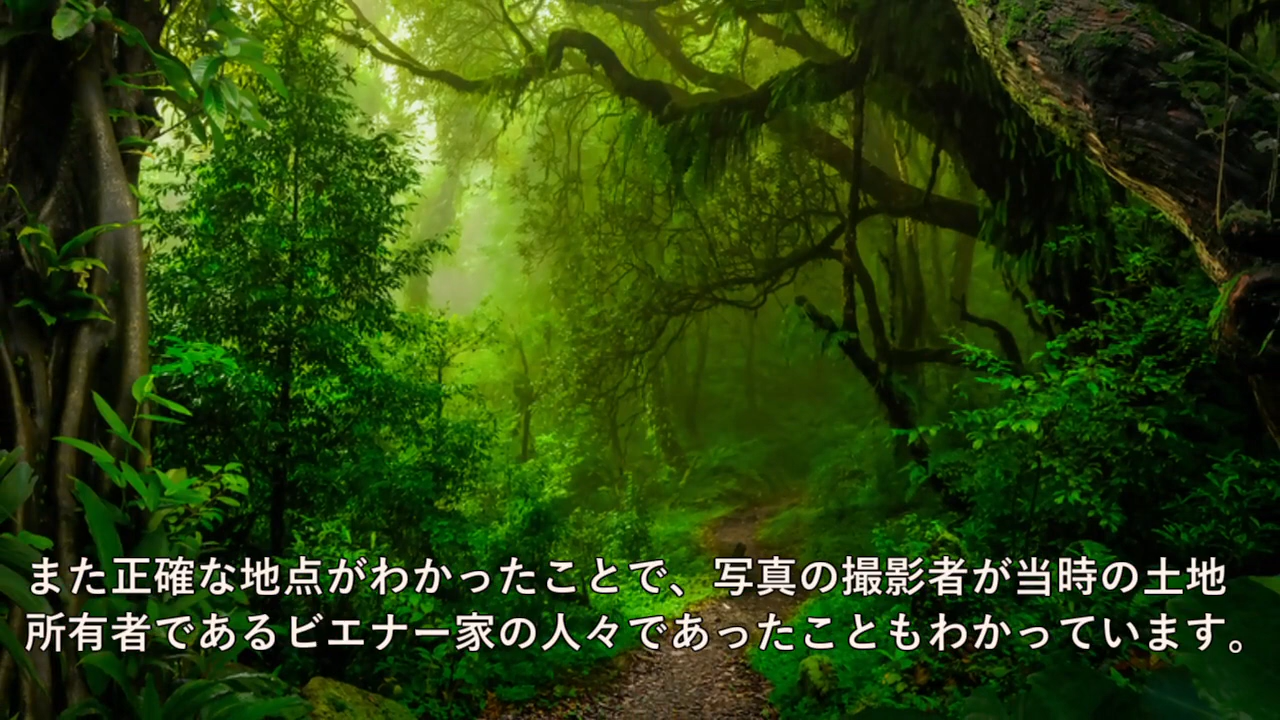 また正確な地点がわかったことで、写真の撮影者が当時の土地
所有者であるビエナー家の人々であったこともわかっています。